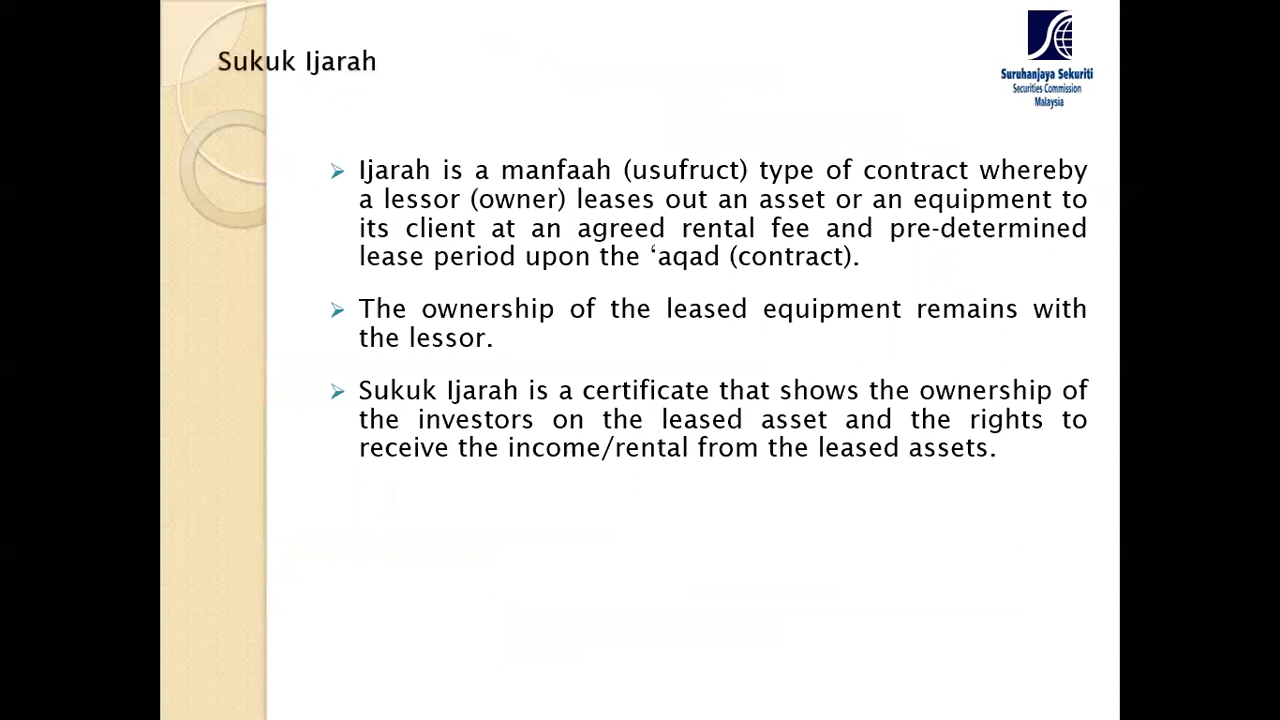 Sukuk Ijarah
Suruhanjaya Sekuriti
Securities Commission
Malaysia
Ijarah is a manfaah (usufruct) type of contract whereby
a lessor (owner) leases out an asset or an equipment to
its client at an agreed rental fee and pre-determined
lease period upon the ‘aqad (contract).
The ownership of the leased equipment remains with
the lessor.
Sukuk Ijarah is a certificate that shows the ownership of
the investors on the leased asset and the rights to
receive the income/rental from the leased assets.